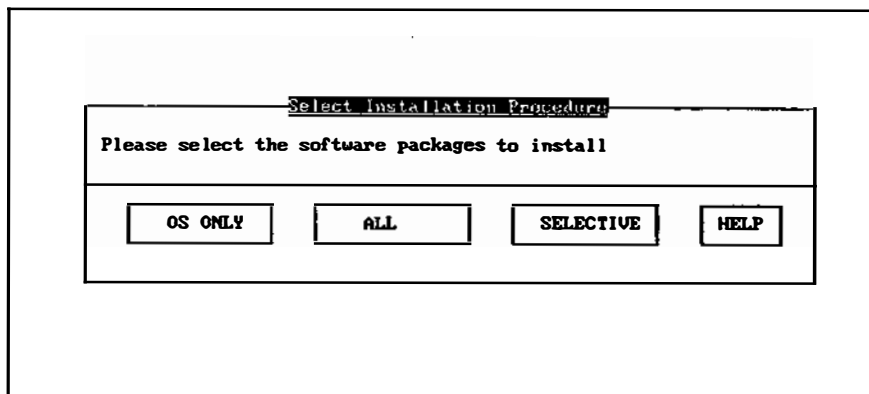 Select Installation Procedure
Please select the software packages to install
OS ONLY ALL SELECTIVE HELP